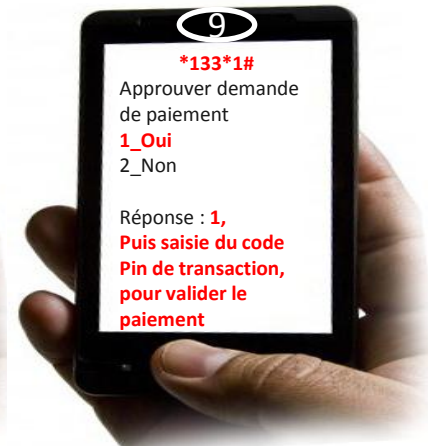 9
*133*1#
Approuver demande
de paiement
1_Oui
2_Non
Réponse : 1,
Puis saisie du code
Pin de transaction,
pour valider le
paiement